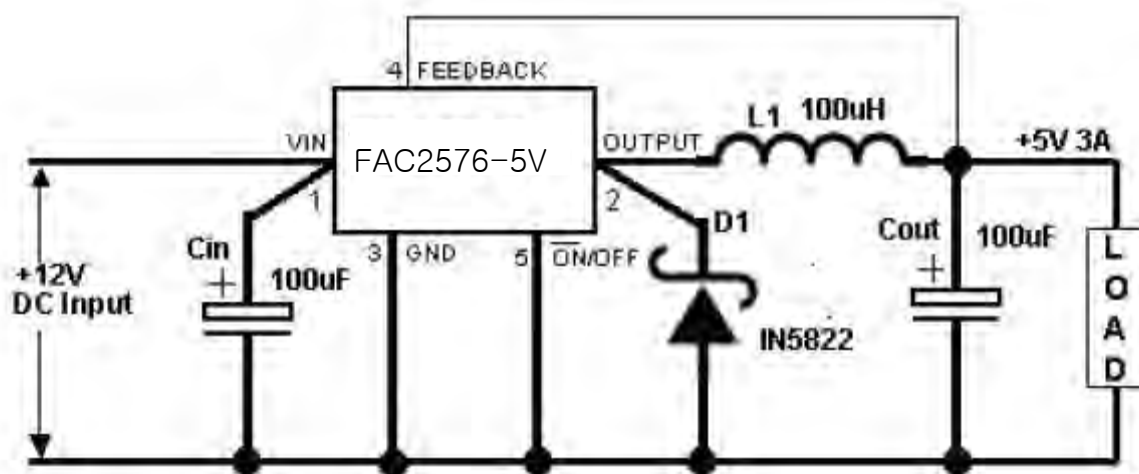 4 FEEDBACK
VIN
FAC2576-5V
OUTPUT
L1 100uH
+5V 3A
1
2
D1
Cin
3 GND
5 ON/OFF
Cout
100uF
+12V
DC Input
+
100uF
+
IN5822
L
O
A
D